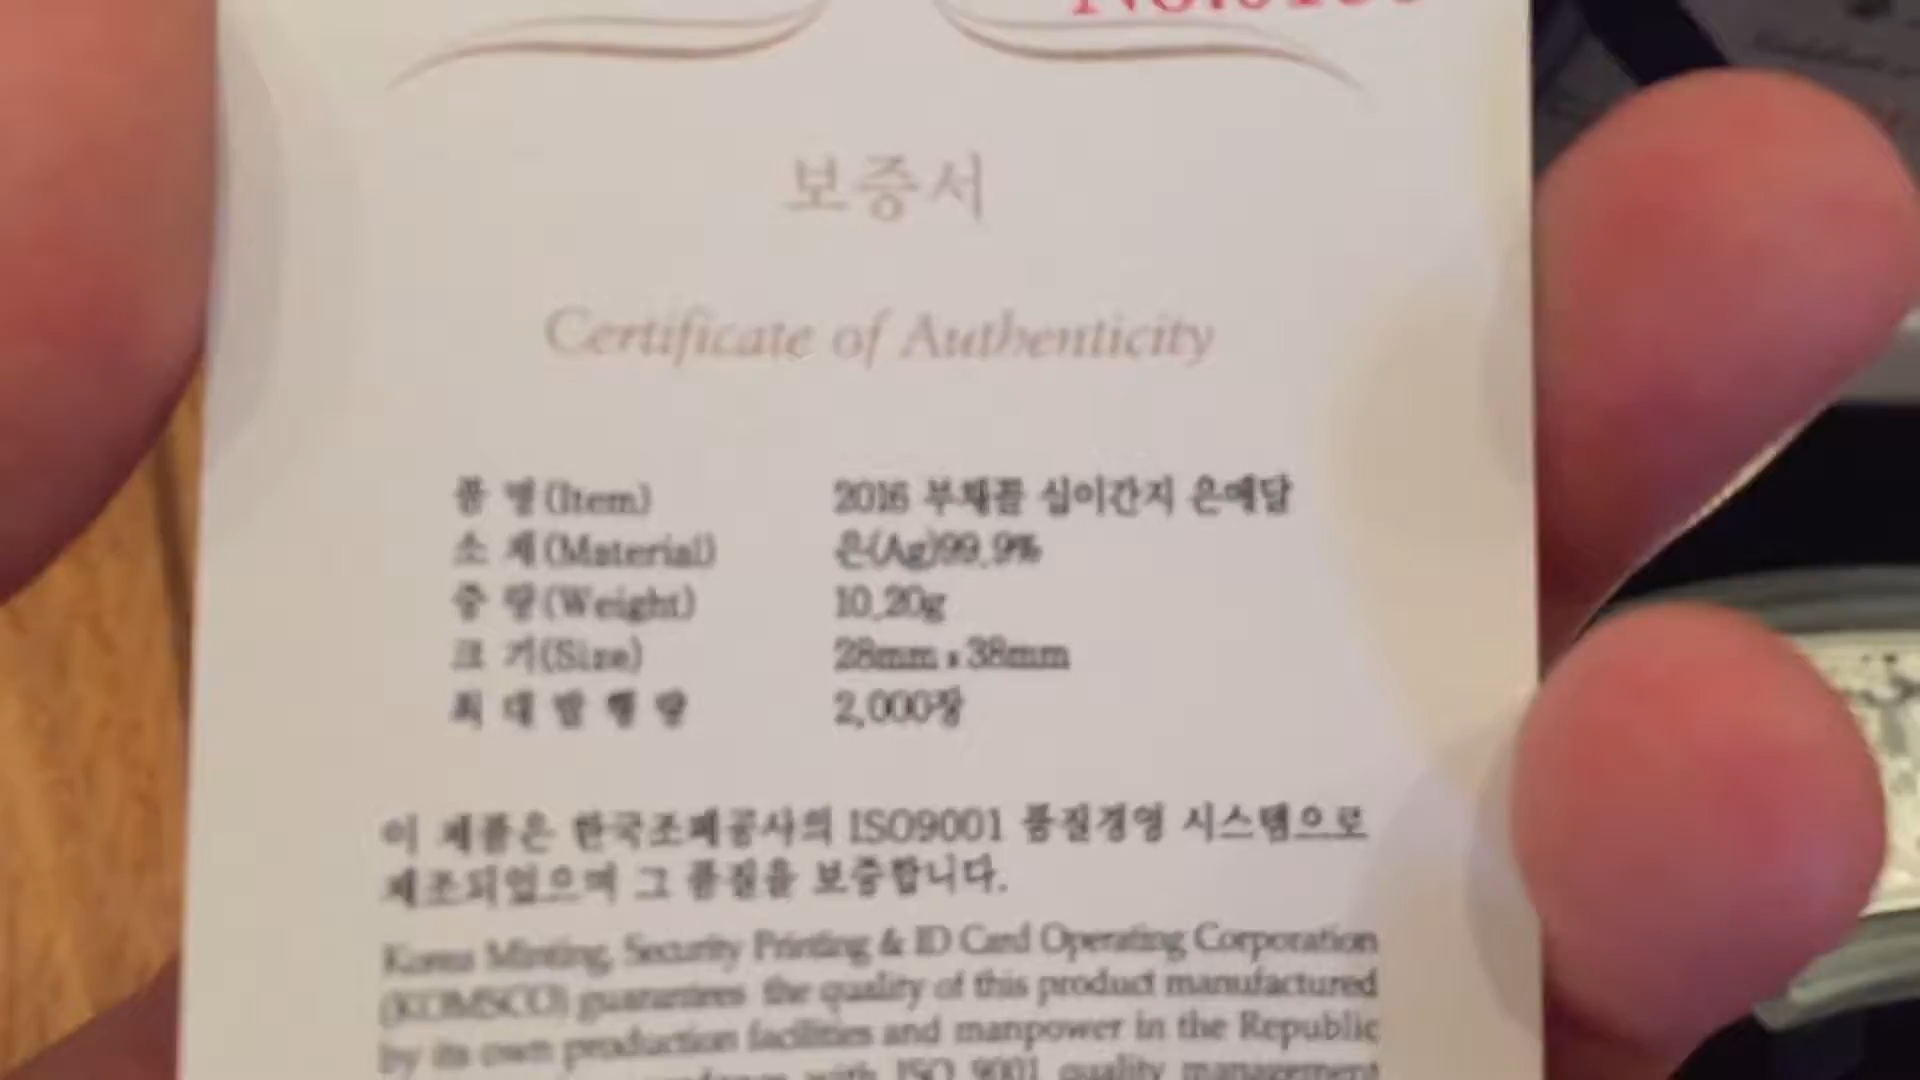 보증서
Certificate of Authenticity
품 명(Item) 2016 부채꼴 십이간지 은메달
소 재(Material) 은(Ag)99.9%
중 량(Weight) 10.20g
크 기(Size) 28mm x 38mm
최 대 발 행 량 2,000장
이 제품은 한국조폐공사의 ISO9001 품질경영 시스템으로
제조되었으며 그 품질을 보증합니다.
Korea Minting, Security Printing & ID Card Operating Corporation
(KOMSCO) guarantees the quality of this product manufactured
by its own production facilities and manpower in the Republic
with ISO 9001 quality management